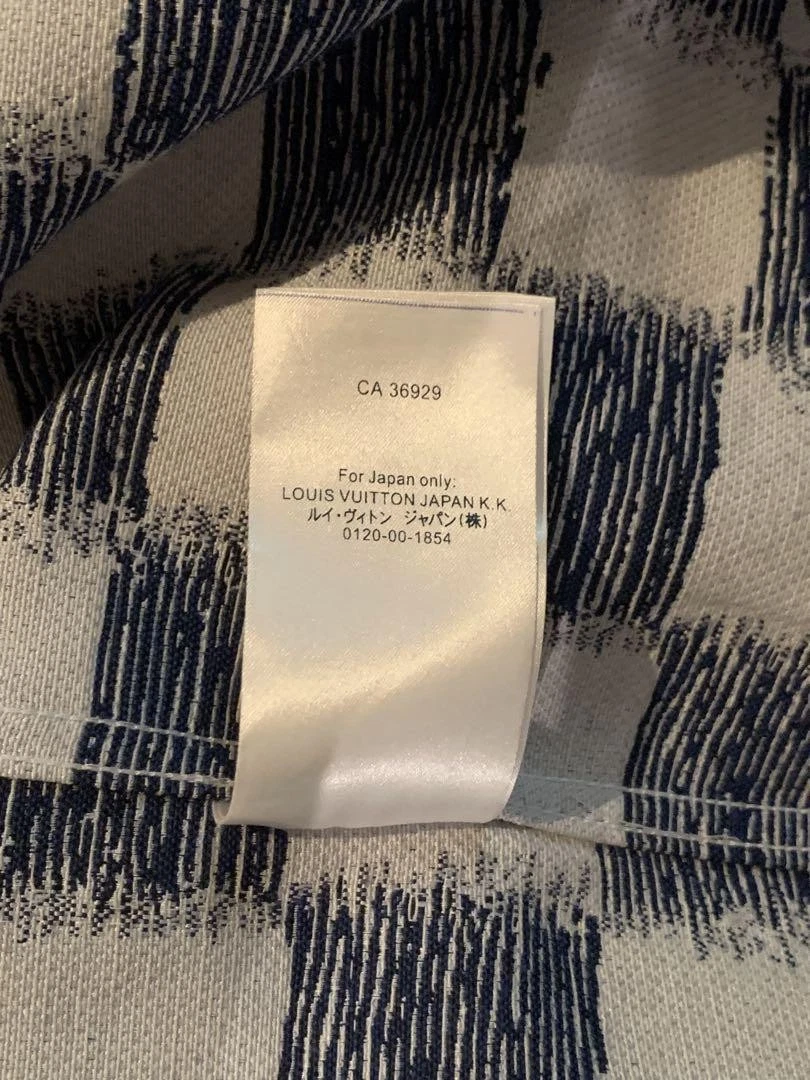 CA 36929
For Japan only:
LOUIS VUITTON JAPAN K.K.
ルイ・ヴィトン ジャパン(株)
0120-00-1854